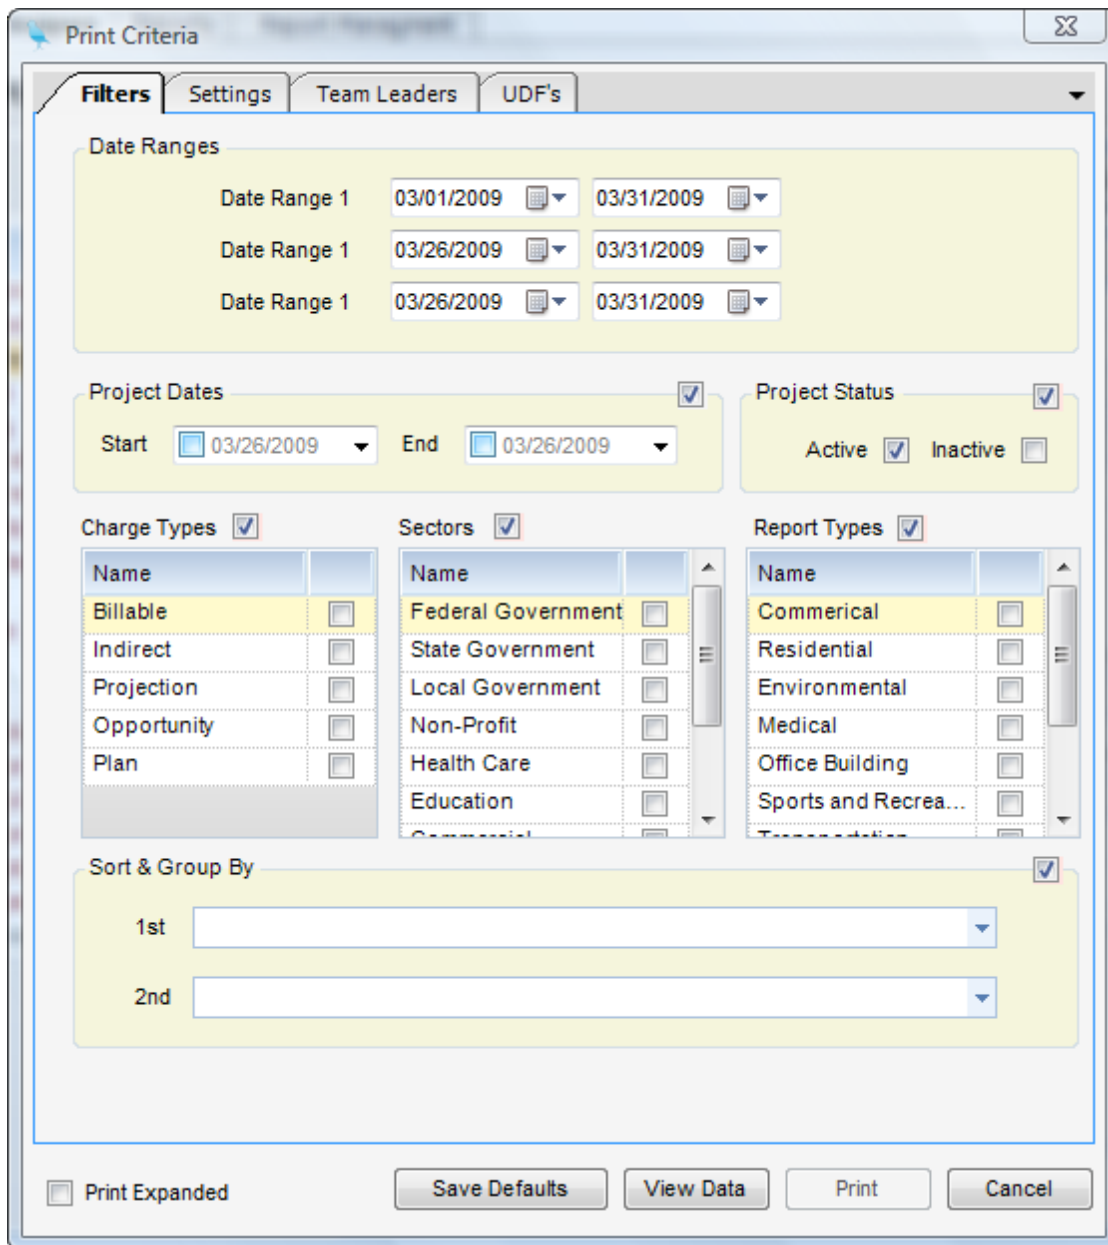 Print Criteria
Filters Settings Team Leaders UDF's
Date Ranges
Date Range 1 03/01/2009 03/31/2009
Date Range 1 03/26/2009 03/31/2009
Date Range 1 03/26/2009 03/31/2009
Project Dates Project Status
Start 03/26/2009 End 03/26/2009 Active Inactive
Charge Types Sectors Report Types
Name Name Name
Billable Federal Government Commerical
Indirect State Government Residential
Projection Local Government Environmental
Opportunity Non-Profit Medical
Plan Health Care Office Building
Education Sports and Recrea...
Commercial Transportation
Sort & Group By
1st
2nd
Print Expanded Save Defaults View Data Print Cancel